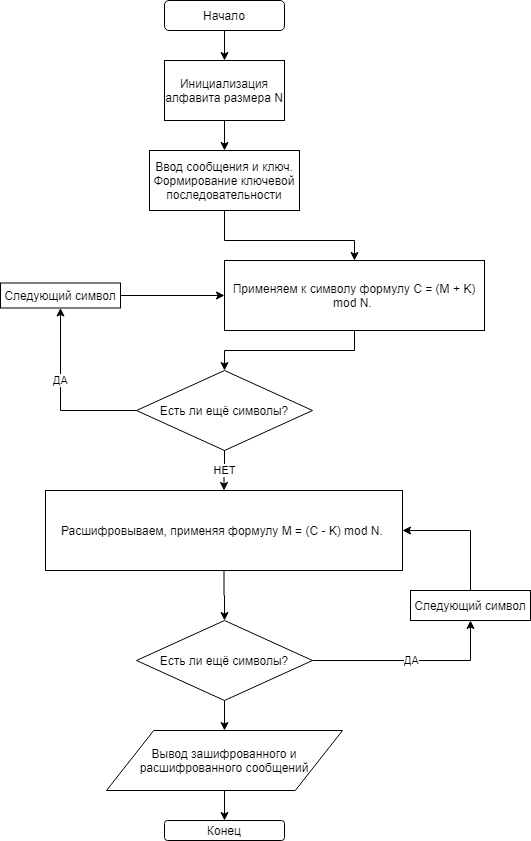 Начало
Инициализация
алфавита размера N
Ввод сообщения и ключ.
Формирование ключевой
последовательности
Следующий символ
Применяем к символу формулу C = (M + K)
mod N.
ДА
Есть ли ещё символы?
НЕТ
Расшифровываем, применяя формулу M = (C - K) mod N.
Следующий символ
Есть ли ещё символы?
ДА
Вывод зашифрованного и
расшифрованного сообщений
Конец